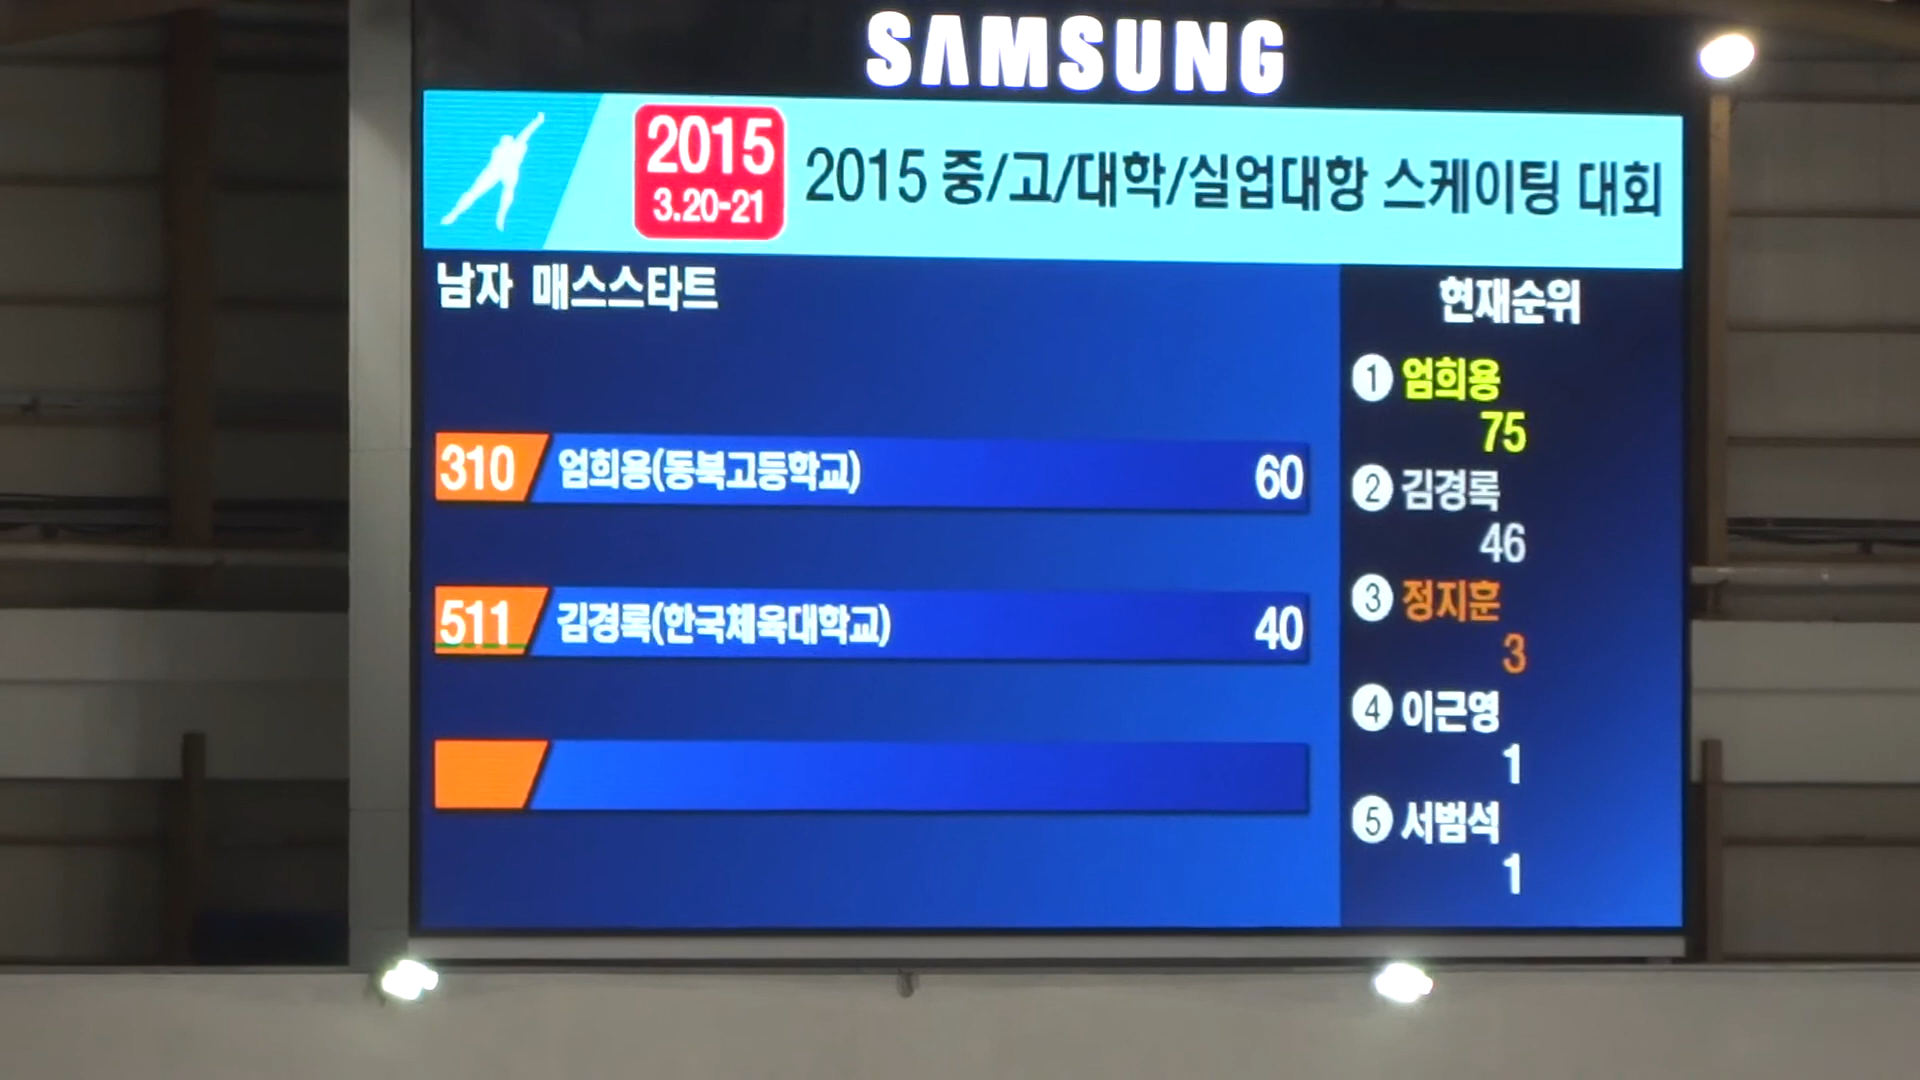 SAMSUNG
2015
3.20-21
2015 중/고/대학/실업대항 스케이팅 대회
남자 매스스타트
310 엄희용(동북고등학교) 60
511 김경록(한국체육대학교) 40
현재순위
1 엄희용
75
2 김경록
46
3 정지훈
3
4 이근영
1
5 서범석
1